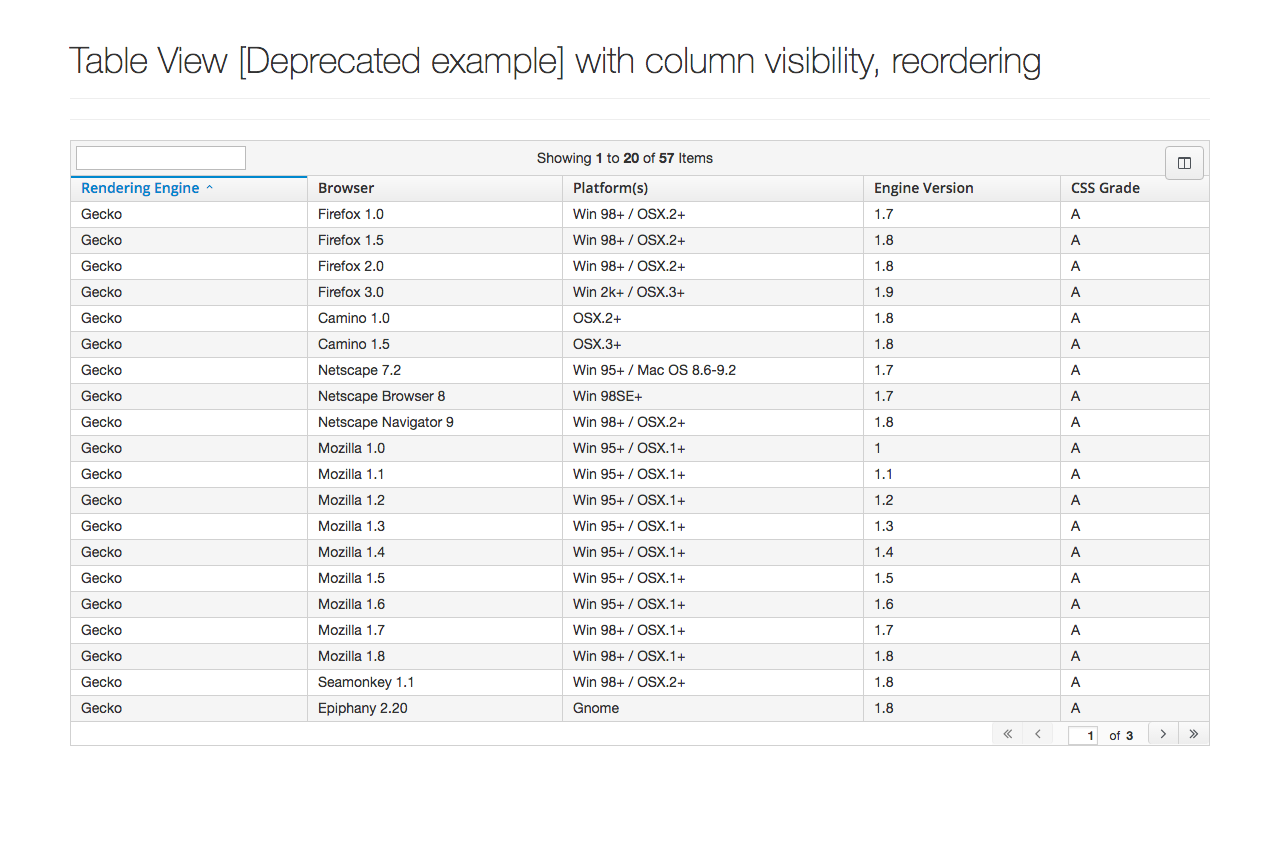 Table View [Deprecated example] with column visibility, reordering
Showing 1 to 20 of 57 Items
Rendering Engine Browser Platform(s) Engine Version CSS Grade
Gecko Firefox 1.0 Win 98+ / OSX.2+ 1.7 A
Gecko Firefox 1.5 Win 98+ / OSX.2+ 1.8 A
Gecko Firefox 2.0 Win 98+ / OSX.2+ 1.8 A
Gecko Firefox 3.0 Win 2k+ / OSX.3+ 1.9 A
Gecko Camino 1.0 OSX.2+ 1.8 A
Gecko Camino 1.5 OSX.3+ 1.8 A
Gecko Netscape 7.2 Win 95+ / Mac OS 8.6-9.2 1.7 A
Gecko Netscape Browser 8 Win 98SE+ 1.7 A
Gecko Netscape Navigator 9 Win 98+ / OSX.2+ 1.8 A
Gecko Mozilla 1.0 Win 95+ / OSX.1+ 1 A
Gecko Mozilla 1.1 Win 95+ / OSX.1+ 1.1 A
Gecko Mozilla 1.2 Win 95+ / OSX.1+ 1.2 A
Gecko Mozilla 1.3 Win 95+ / OSX.1+ 1.3 A
Gecko Mozilla 1.4 Win 95+ / OSX.1+ 1.4 A
Gecko Mozilla 1.5 Win 95+ / OSX.1+ 1.5 A
Gecko Mozilla 1.6 Win 95+ / OSX.1+ 1.6 A
Gecko Mozilla 1.7 Win 98+ / OSX.1+ 1.7 A
Gecko Mozilla 1.8 Win 98+ / OSX.1+ 1.8 A
Gecko Seamonkey 1.1 Win 98+ / OSX.2+ 1.8 A
Gecko Epiphany 2.20 Gnome 1.8 A
1 of 3